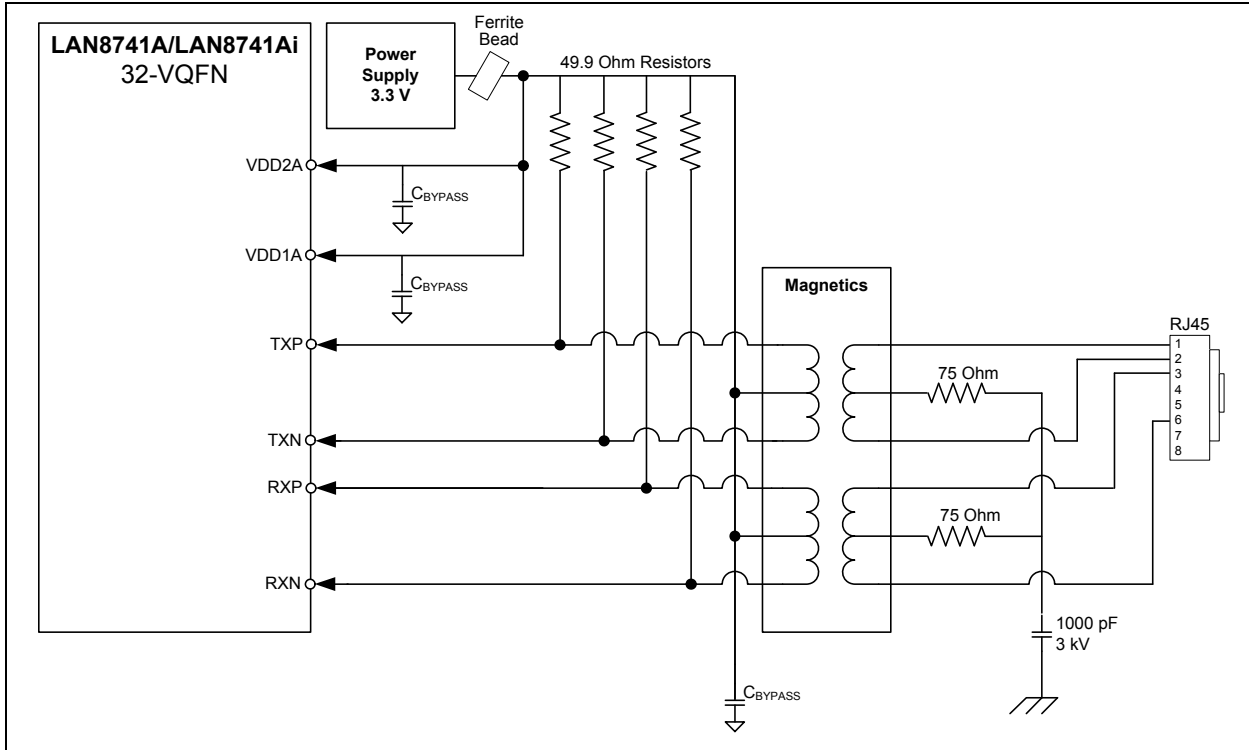 LAN8741A/LAN8741Ai
32-VQFN
Power
Supply
3.3 V
Ferrite
Bead
49.9 Ohm Resistors
VDD2A
CBYPASS
VDD1A
CBYPASS
Magnetics
TXP
RJ45
1
2
3
4
5
6
7
8
75 Ohm
TXN
RXP
75 Ohm
RXN
1000 pF
3 kV
CBYPASS